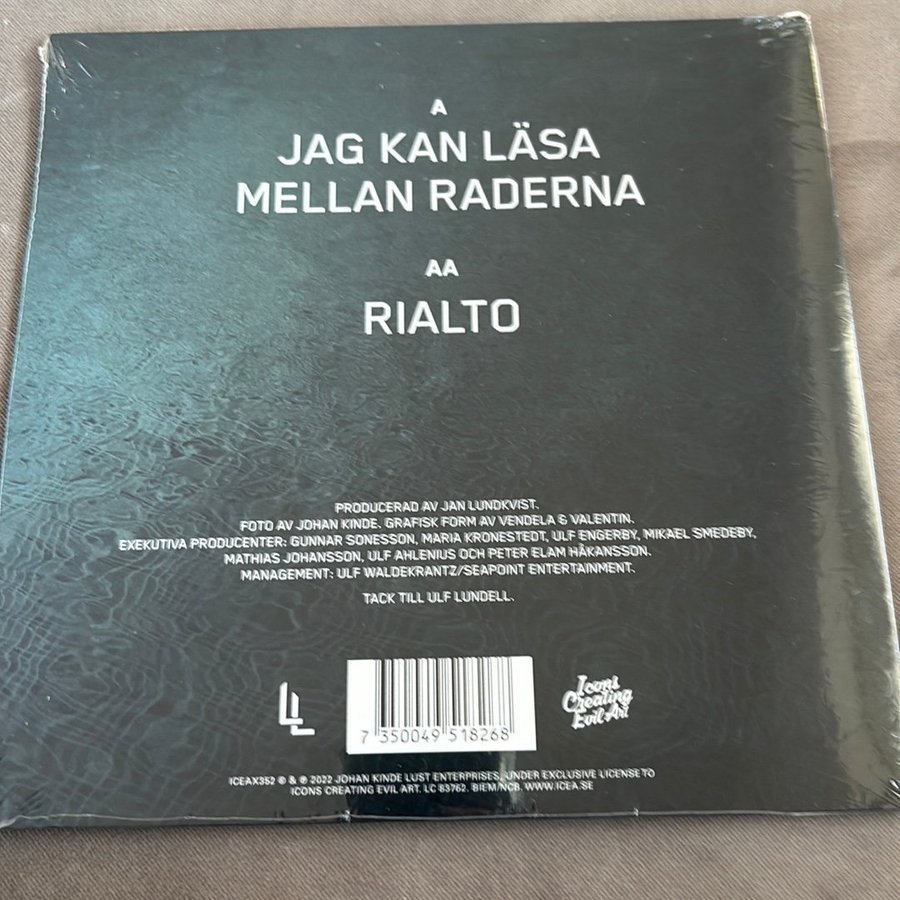 A
JAG KAN LÄSA
MELLAN RADERNA
AA
RIALTO
PRODUCERAD AV JAN LUNDKVIST.
FOTO AV JOHAN KINDE. GRAFISK FORM AV VENDELA & VALENTIN.
EXEKUTIVA PRODUCENTER: GUNNAR SONESSON, MARIA KRONESTEDT, ULF ENGERBY, MIKAEL SMEDEBY,
MATHIAS JOHANSSON, ULF AHLENIUS OCH PETER ELAM HÅKANSSON.
MANAGEMENT: ULF WALDEKRANTZ/SEAPOINT ENTERTAINMENT.
TACK TILL ULF LUNDELL.
LL
Icons
Creating
Evil Art
7 350049 518268
ICEAX352 © & ℗ 2022 JOHAN KINDE LUST ENTERPRISES, UNDER EXCLUSIVE LICENSE TO
ICONS CREATING EVIL ART. LC 83762. BIEM/NCB. WWW.ICEA.SE